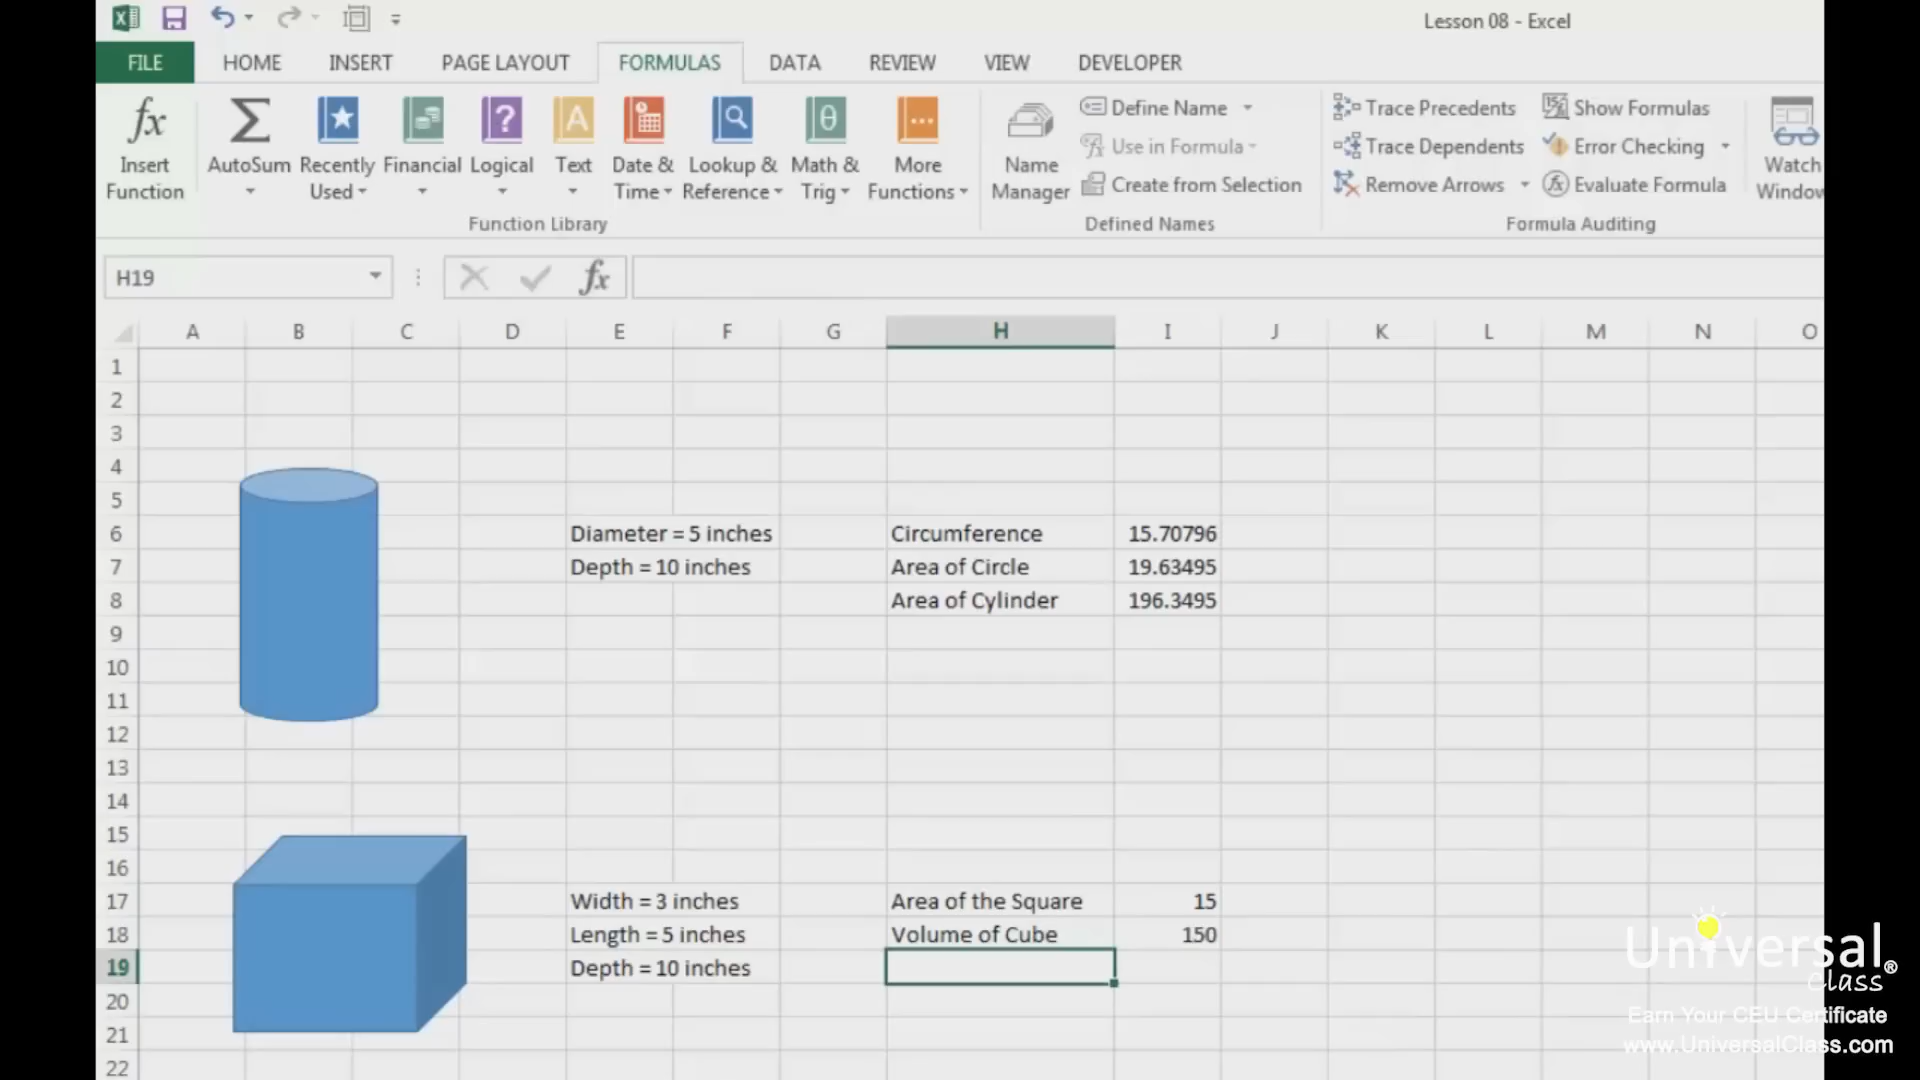 Lesson 08 - Excel
FILE HOME INSERT PAGE LAYOUT FORMULAS DATA REVIEW VIEW DEVELOPER
Insert Function
AutoSum
Recently Used
Financial
Logical
Text
Date & Time
Lookup & Reference
Math & Trig
More Functions
Function Library
Name Manager
Define Name
Use in Formula
Create from Selection
Defined Names
Trace Precedents
Trace Dependents
Remove Arrows
Show Formulas
Error Checking
Evaluate Formula
Formula Auditing
Watch
Window
H19 fx
A B C D E F G H I J K L M N O
1
2
3
4
5
6 Diameter = 5 inches Circumference 15.70796
7 Depth = 10 inches Area of Circle 19.63495
8 Area of Cylinder 196.3495
9
10
11
12
13
14
15
16
17 Width = 3 inches Area of the Square 15
18 Length = 5 inches Volume of Cube 150
19 Depth = 10 inches
20
21
22
Universal
Class®
Earn Your CEU Certificate
www.UniversalClass.com